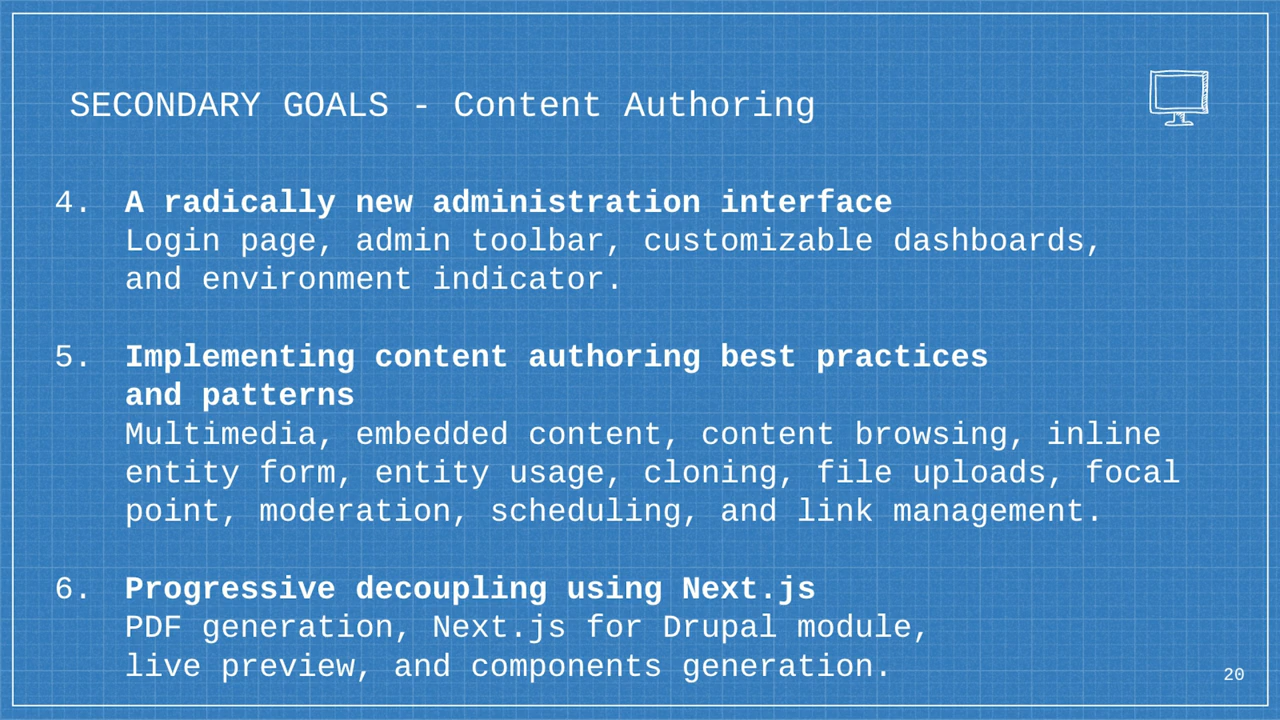 SECONDARY GOALS - Content Authoring
4. A radically new administration interface
Login page, admin toolbar, customizable dashboards,
and environment indicator.
5. Implementing content authoring best practices
and patterns
Multimedia, embedded content, content browsing, inline
entity form, entity usage, cloning, file uploads, focal
point, moderation, scheduling, and link management.
6. Progressive decoupling using Next.js
PDF generation, Next.js for Drupal module,
live preview, and components generation.
20